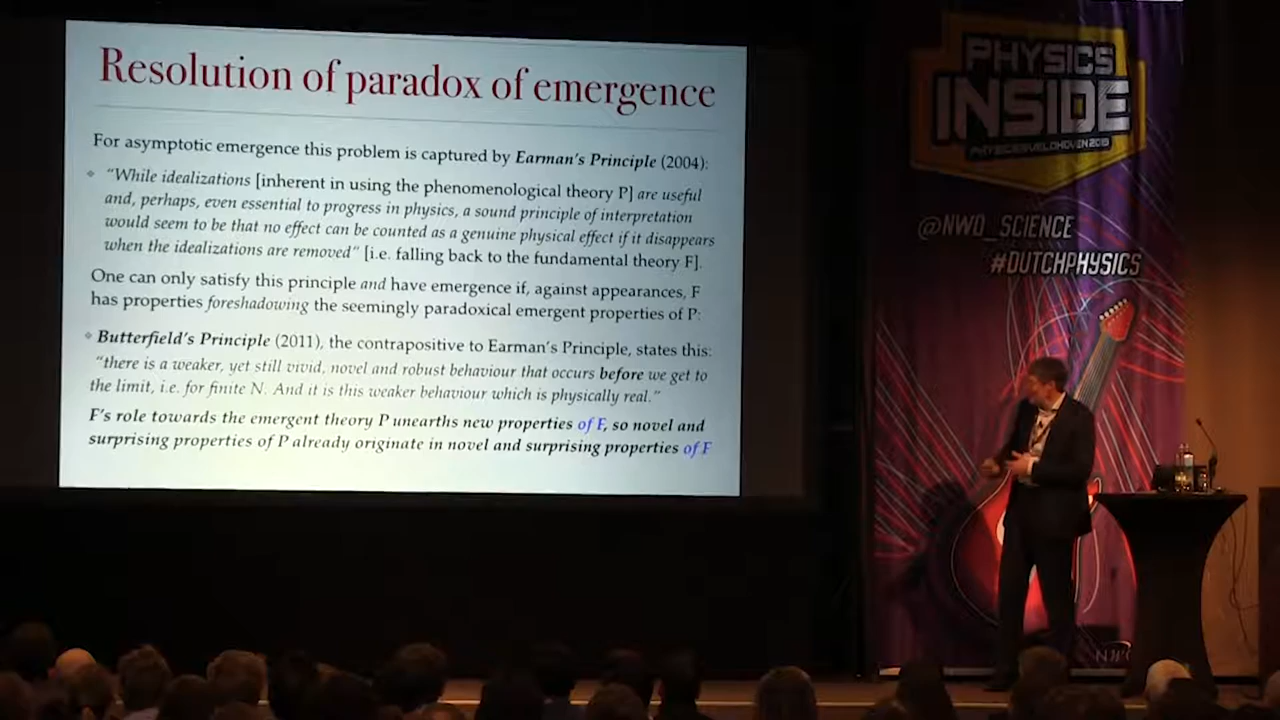 Resolution of paradox of emergence
For asymptotic emergence this problem is captured by Earman's Principle (2004):
"While idealizations [inherent in using the phenomenological theory P] are useful
and, perhaps, even essential to progress in physics, a sound principle of interpretation
would seem to be that no effect can be counted as a genuine physical effect if it disappears
when the idealizations are removed" [i.e. falling back to the fundamental theory F].
One can only satisfy this principle and have emergence if, against appearances, F
has properties foreshadowing the seemingly paradoxical emergent properties of P:
Butterfield's Principle (2011), the contrapositive to Earman's Principle, states this:
"there is a weaker, yet still vivid, novel and robust behaviour that occurs before we get to
the limit, i.e. for finite N. And it is this weaker behaviour which is physically real."
F's role towards the emergent theory P unearths new properties of F, so novel and
surprising properties of P already originate in novel and surprising properties of F
PHYSICS
INSIDE
PHYSICS@VELDHOVEN 2019
@NWO_SCIENCE
#DUTCHPHYSICS
NWO